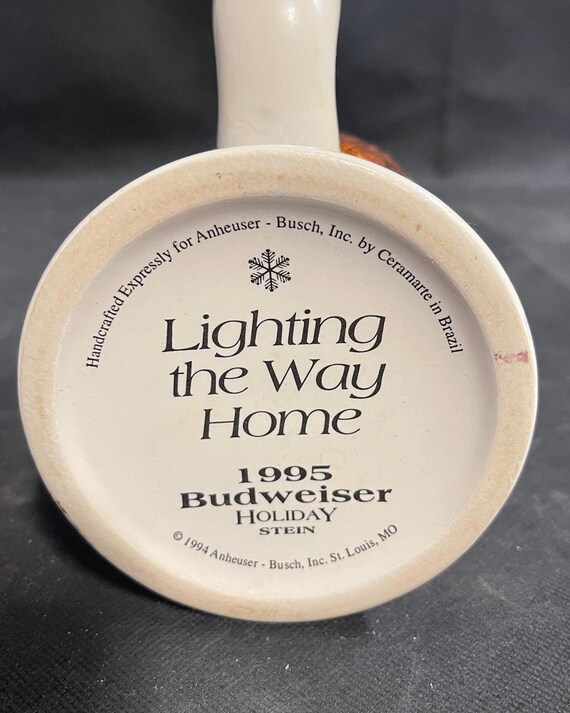 Handcrafted Expressly for Anheuser - Busch, Inc. by Ceramarte in Brazil
Lighting
the Way
Home
1995
Budweiser
HOLIDAY
STEIN
© 1994 Anheuser - Busch, Inc. St. Louis, MO